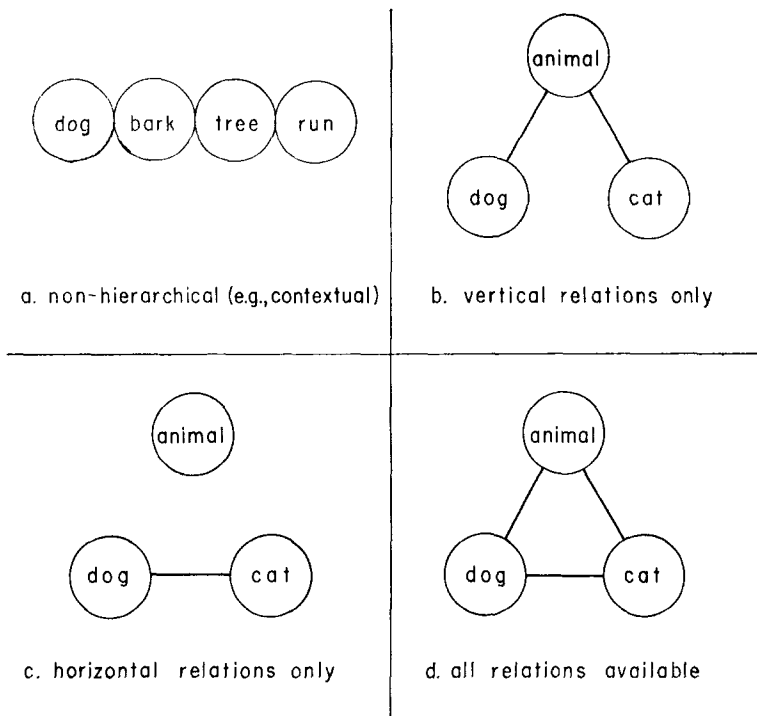 dog bark tree run
a. non-hierarchical (e.g., contextual)
animal
dog cat
b. vertical relations only
animal
dog cat
c. horizontal relations only
animal
dog cat
d. all relations available